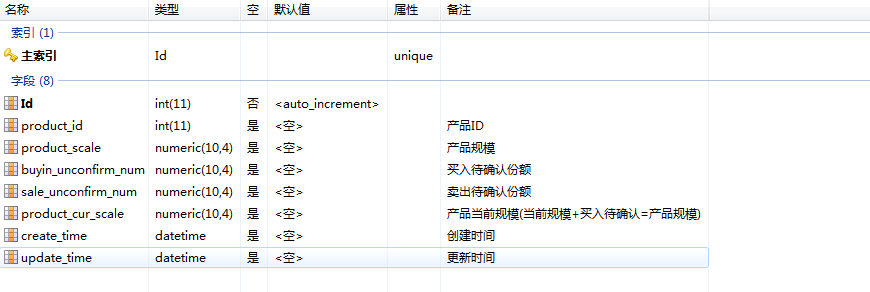 名称 类型 空 默认值 属性 备注
索引 (1)
主索引 Id unique
字段 (8)
Id int(11) 否 <auto_increment>
product_id int(11) 是 <空> 产品ID
product_scale numeric(10,4) 是 <空> 产品规模
buyin_unconfirm_num numeric(10,4) 是 <空> 买入待确认份额
sale_unconfirm_num numeric(10,4) 是 <空> 卖出待确认份额
product_cur_scale numeric(10,4) 是 <空> 产品当前规模(当前规模+买入待确认=产品规模)
create_time datetime 是 <空> 创建时间
update_time datetime 是 <空> 更新时间